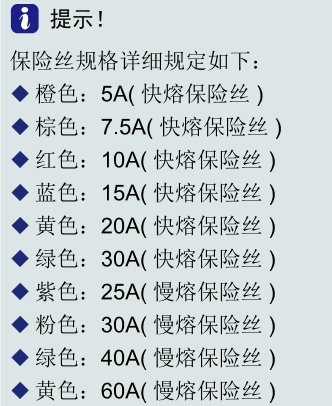 提示！
保险丝规格详细规定如下：
◆ 橙色：5A( 快熔保险丝 )
◆ 棕色：7.5A( 快熔保险丝 )
◆ 红色：10A( 快熔保险丝 )
◆ 蓝色：15A( 快熔保险丝 )
◆ 黄色：20A( 快熔保险丝 )
◆ 绿色：30A( 快熔保险丝 )
◆ 紫色：25A( 慢熔保险丝 )
◆ 粉色：30A( 慢熔保险丝 )
◆ 绿色：40A( 慢熔保险丝 )
◆ 黄色：60A( 慢熔保险丝 )